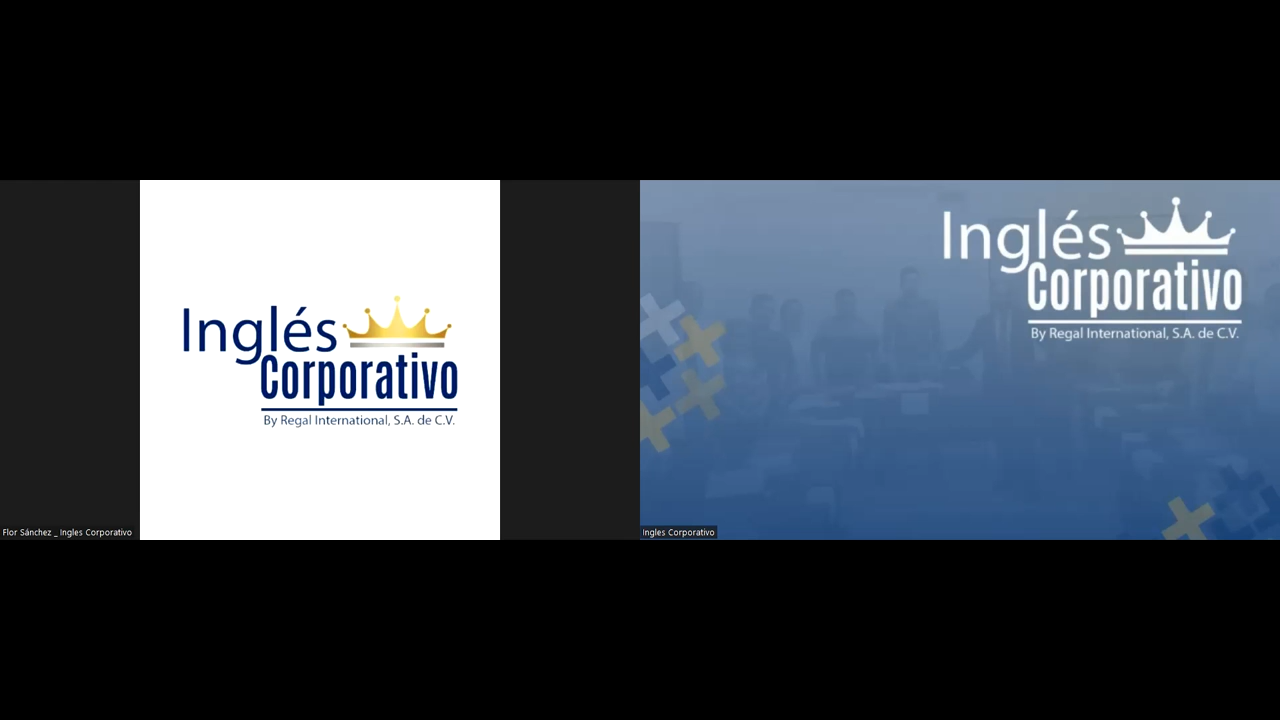 Inglés
Corporativo
By Regal International, S.A. de C.V.
Flor Sánchez _ Ingles Corporativo
Inglés
Corporativo
By Regal International, S.A. de C.V.
Ingles Corporativo